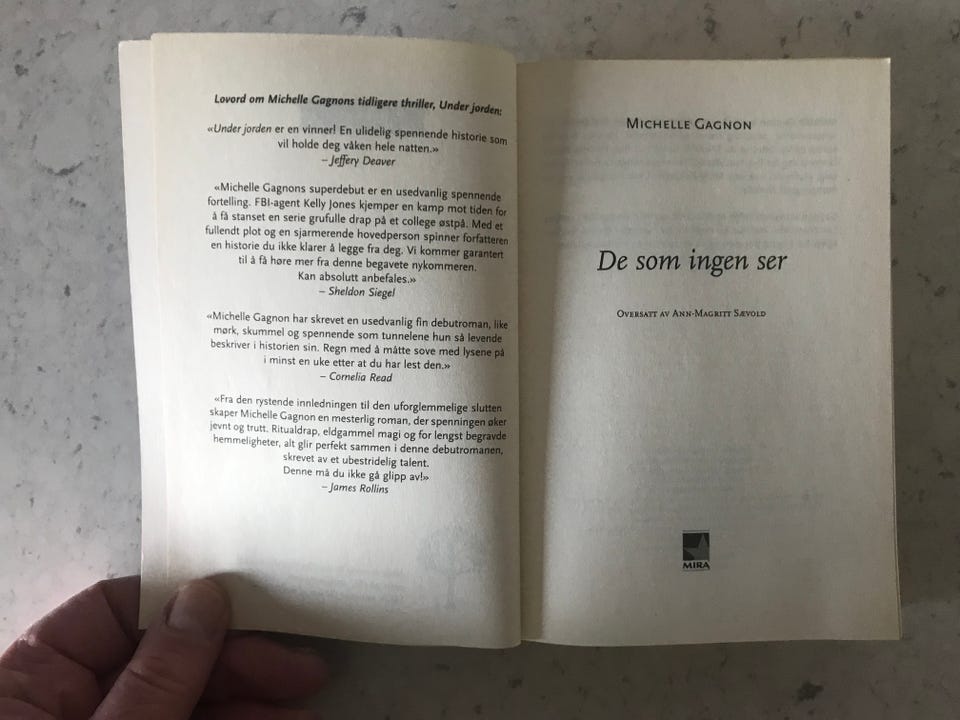 Lovord om Michelle Gagnons tidligere thriller, Under jorden:
«Under jorden er en vinner! En ulidelig spennende historie som
vil holde deg våken hele natten.»
– Jeffery Deaver
«Michelle Gagnons superdebut er en usedvanlig spennende
fortelling. FBI-agent Kelly Jones kjemper en kamp mot tiden for
å få stanset en serie grufulle drap på et college østpå. Med et
fullendt plot og en sjarmerende hovedperson spinner forfatteren
en historie du ikke klarer å legge fra deg. Vi kommer garantert
til å få høre mer fra denne begavete nykommeren.
Kan absolutt anbefales.»
– Sheldon Siegel
«Michelle Gagnon har skrevet en usedvanlig fin debutroman, like
mørk, skummel og spennende som tunnelene hun så levende
beskriver i historien sin. Regn med å måtte sove med lysene på
i minst en uke etter at du har lest den.»
– Cornelia Read
«Fra den rystende innledningen til den uforglemmelige slutten
skaper Michelle Gagnon en mesterlig roman, der spenningen øker
jevnt og trutt. Ritualdrap, eldgammel magi og for lengst begravde
hemmeligheter, alt glir perfekt sammen i denne debutromanen,
skrevet av et ubestridelig talent.
Denne må du ikke gå glipp av!»
– James Rollins
MICHELLE GAGNON
De som ingen ser
OVERSATT AV ANN-MAGRITT SÆVOLD
MIRA